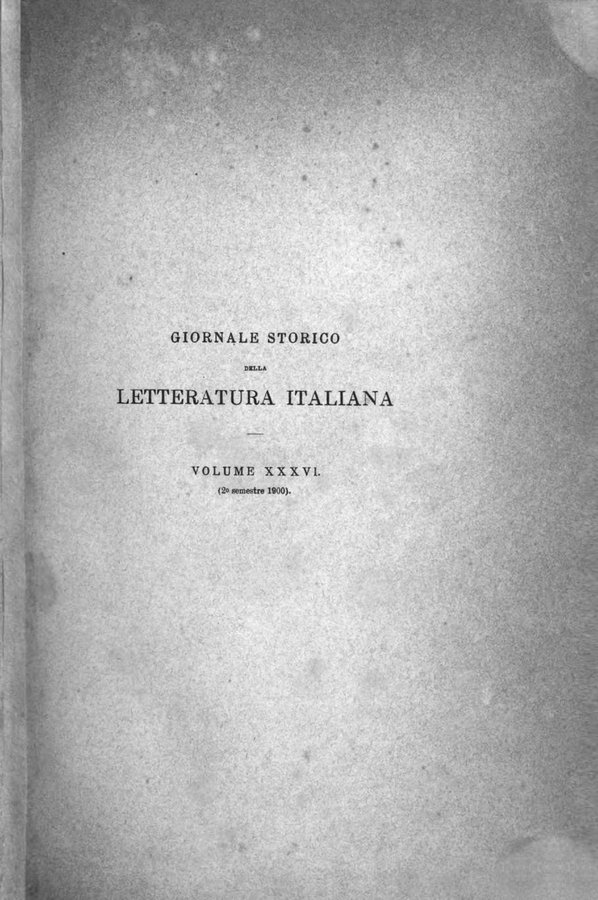 GIORNALE STORICO
DELLA
LETTERATURA ITALIANA
VOLUME XXXVI.
(2º semestre 1900).